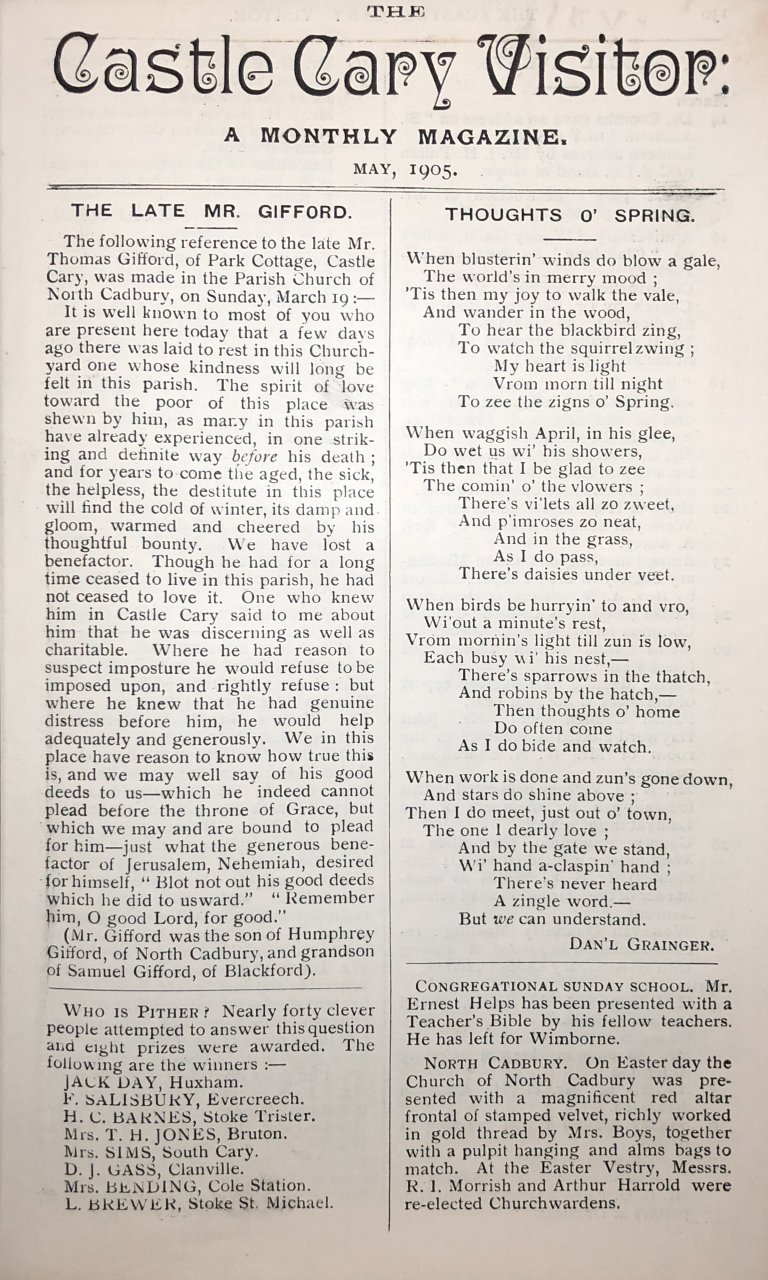 THE
Castle Cary Visitor:
A MONTHLY MAGAZINE.
MAY, 1905.
THE LATE MR. GIFFORD.
The following reference to the late Mr.
Thomas Gifford, of Park Cottage, Castle
Cary, was made in the Parish Church of
North Cadbury, on Sunday, March 19 :—
It is well known to most of you who
are present here today that a few days
ago there was laid to rest in this Church-
yard one whose kindness will long be
felt in this parish. The spirit of love
toward the poor of this place was
shewn by him, as many in this parish
have already experienced, in one strik-
ing and definite way before his death ;
and for years to come the aged, the sick,
the helpless, the destitute in this place
will find the cold of winter, its damp and
gloom, warmed and cheered by his
thoughtful bounty. We have lost a
benefactor. Though he had for a long
time ceased to live in this parish, he had
not ceased to love it. One who knew
him in Castle Cary said to me about
him that he was discerning as well as
charitable. Where he had reason to
suspect imposture he would refuse to be
imposed upon, and rightly refuse : but
where he knew that he had genuine
distress before him, he would help
adequately and generously. We in this
place have reason to know how true this
is, and we may well say of his good
deeds to us—which he indeed cannot
plead before the throne of Grace, but
which we may and are bound to plead
for him—just what the generous bene-
factor of Jerusalem, Nehemiah, desired
for himself, “ Blot not out his good deeds
which he did to usward.” “ Remember
him, O good Lord, for good.”
(Mr. Gifford was the son of Humphrey
Gifford, of North Cadbury, and grandson
of Samuel Gifford, of Blackford).
WHO IS PITHER ? Nearly forty clever
people attempted to answer this question
and eight prizes were awarded. The
following are the winners :—
JACK DAY, Huxham.
F. SALISBURY, Evercreech.
H. C. BARNES, Stoke Trister.
Mrs. T. H. JONES, Bruton.
Mrs. SIMS, South Cary.
D. J. GASS, Clanville.
Mrs. BENDING, Cole Station.
L. BREWER, Stoke St. Michael.
THOUGHTS O' SPRING.
When blusterin' winds do blow a gale,
The world's in merry mood ;
'Tis then my joy to walk the vale,
And wander in the wood,
To hear the blackbird zing,
To watch the squirrel zwing ;
My heart is light
Vrom morn till night
To zee the zigns o' Spring.
When waggish April, in his glee,
Do wet us wi' his showers,
'Tis then that I be glad to zee
The comin' o' the vlowers ;
There's vi'lets all zo zweet,
And p'imroses zo neat,
And in the grass,
As I do pass,
There's daisies under veet.
When birds be hurryin' to and vro,
Wi'out a minute's rest,
Vrom mornin's light till zun is low,
Each busy wi' his nest,—
There's sparrows in the thatch,
And robins by the hatch,—
Then thoughts o' home
Do often come
As I do bide and watch.
When work is done and zun's gone down,
And stars do shine above ;
Then I do meet, just out o' town,
The one I dearly love ;
And by the gate we stand,
Wi' hand a-claspin' hand ;
There's never heard
A zingle word.—
But we can understand.
DAN'L GRAINGER.
CONGREGATIONAL SUNDAY SCHOOL. Mr.
Ernest Helps has been presented with a
Teacher's Bible by his fellow teachers.
He has left for Wimborne.
NORTH CADBURY. On Easter day the
Church of North Cadbury was pre-
sented with a magnificent red altar
frontal of stamped velvet, richly worked
in gold thread by Mrs. Boys, together
with a pulpit hanging and alms bags to
match. At the Easter Vestry, Messrs.
R. I. Morrish and Arthur Harrold were
re-elected Churchwardens.